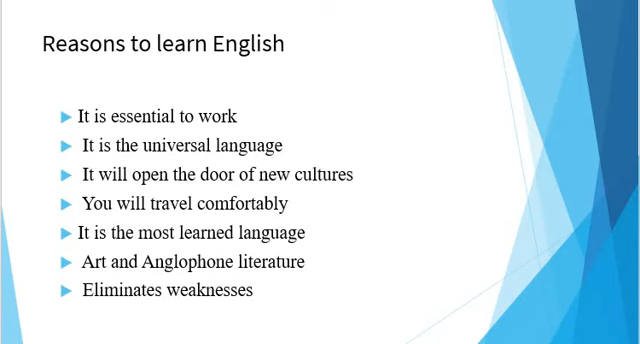 Reasons to learn English
It is essential to work
It is the universal language
It will open the door of new cultures
You will travel comfortably
It is the most learned language
Art and Anglophone literature
Eliminates weaknesses